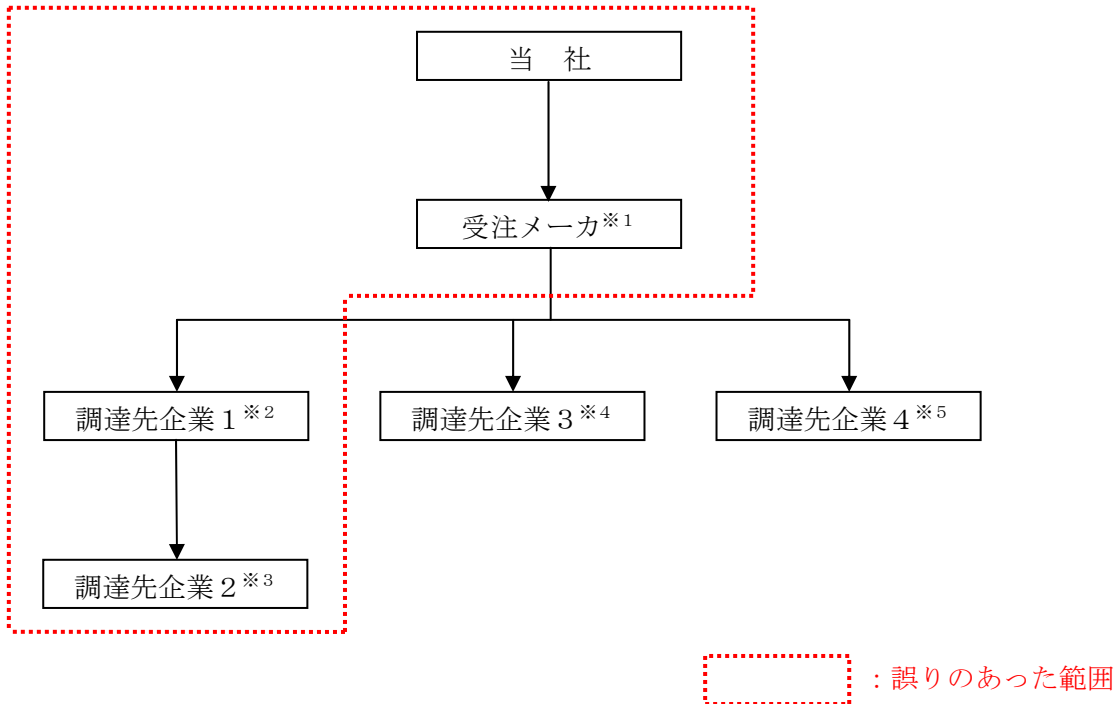 当　社
受注メーカ※1
調達先企業1※2
調達先企業3※4
調達先企業4※5
調達先企業2※3
：誤りのあった範囲